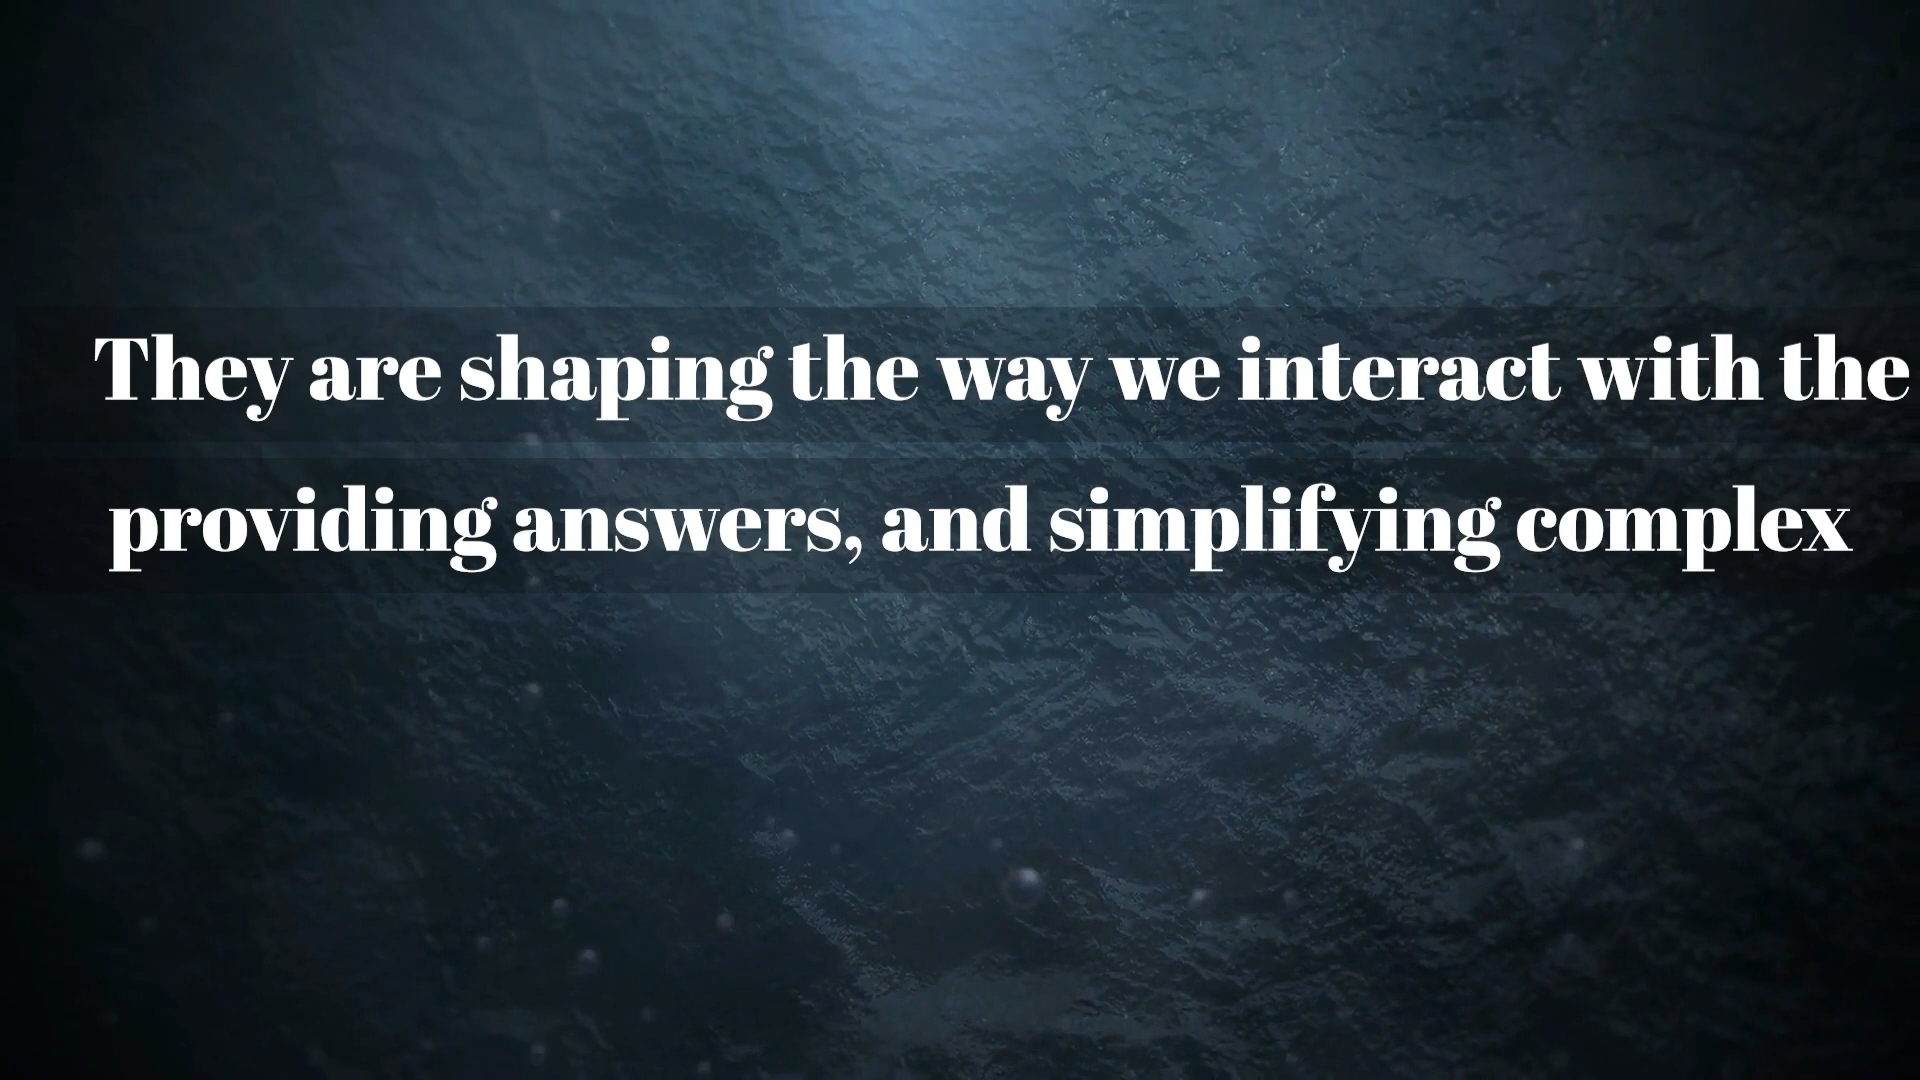 They are shaping the way we interact with the
providing answers, and simplifying complex